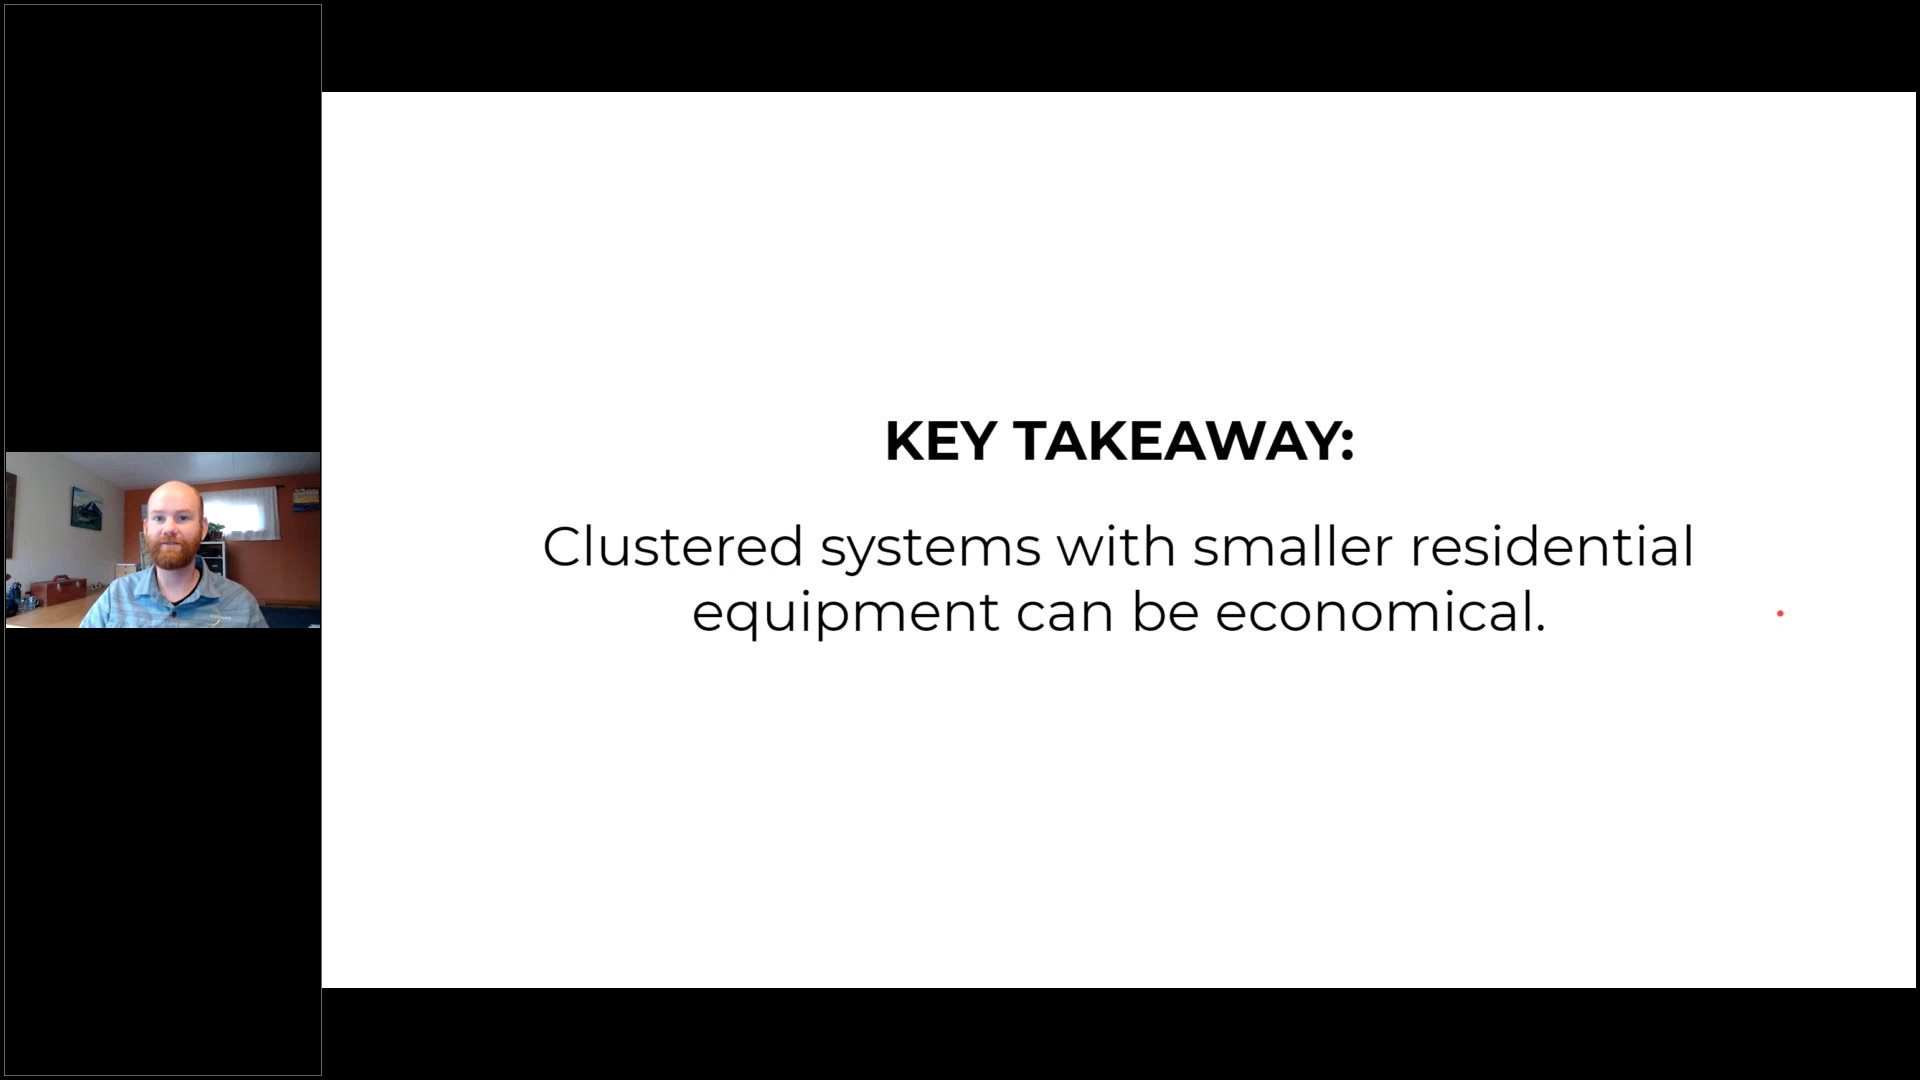 KEY TAKEAWAY:
Clustered systems with smaller residential
equipment can be economical.